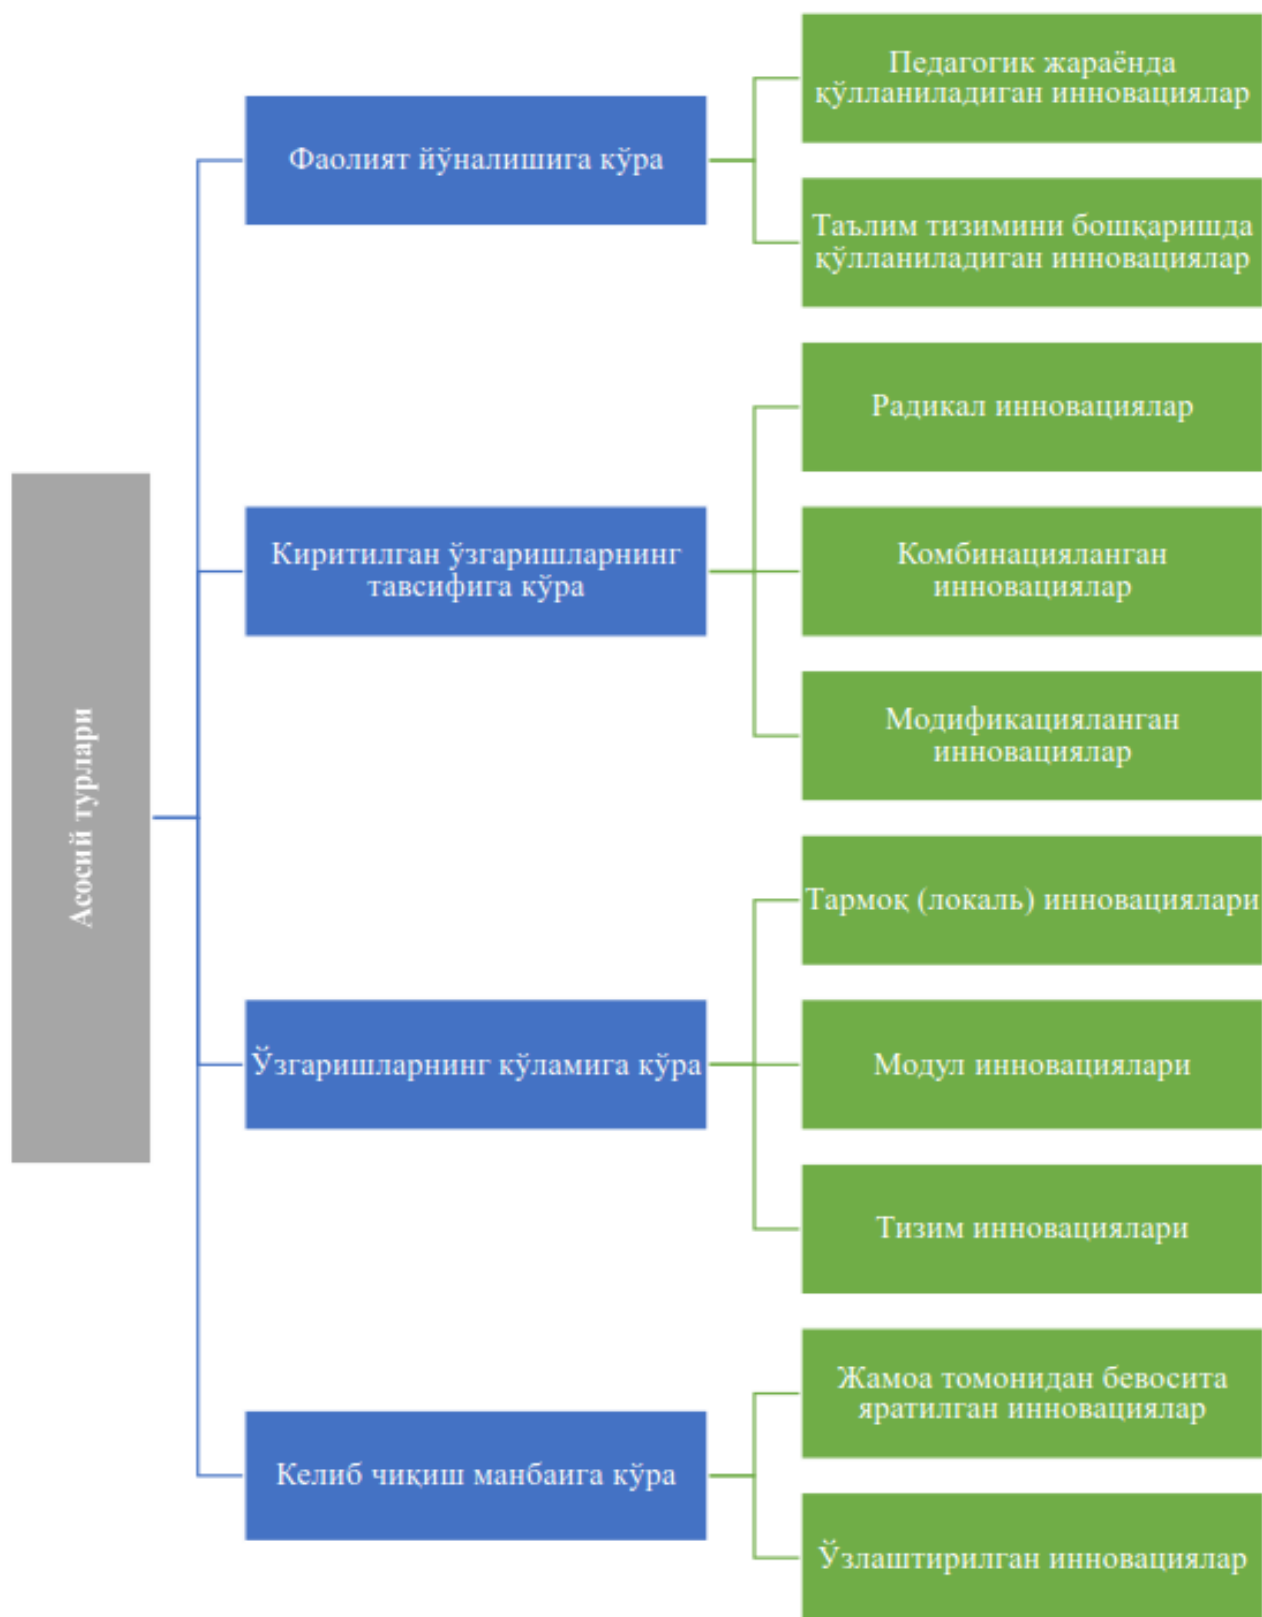 Асосий турлари
Фаолият йўналишига кўра
Педагогик жараёнда
қўлланиладиган инновациялар
Таълим тизимини бошқаришда
қўлланиладиган инновациялар
Киритилган ўзгаришларнинг
тавсифига кўра
Радикал инновациялар
Комбинацияланган
инновациялар
Модификацияланган
инновациялар
Ўзгаришларнинг кўламига кўра
Тармоқ (локаль) инновациялари
Модул инновациялари
Тизим инновациялари
Келиб чиқиш манбаига кўра
Жамоа томонидан бевосита
яратилган инновациялар
Ўзлаштирилган инновациялар